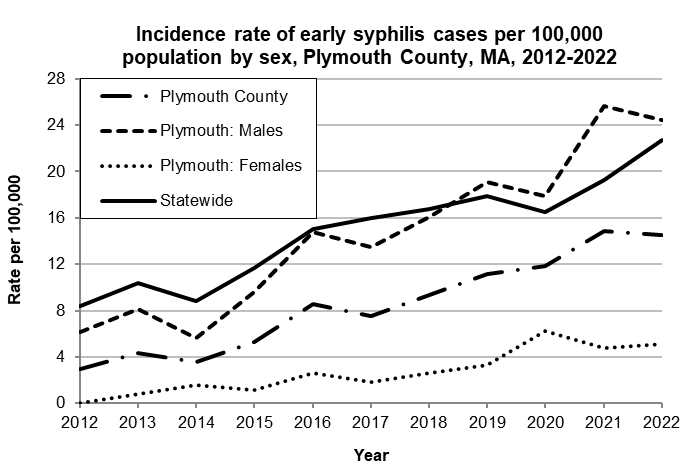 Incidence rate of early syphilis cases per 100,000
population by sex, Plymouth County, MA, 2012-2022
28
24
20
16
12
8
4
0
Rate per 100,000
Plymouth County
Plymouth: Males
Plymouth: Females
Statewide
2012 2013 2014 2015 2016 2017 2018 2019 2020 2021 2022
Year